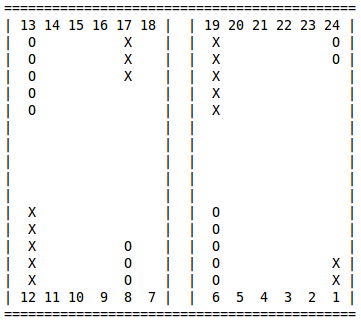 ==============================================
| 13 14 15 16 17 18 | | 19 20 21 22 23 24 |
| O           X     | | X              O |
| O           X     | | X              O |
| O           X     | | X                |
| O                 | | X                |
| O                 | | X                |
|                   | |                  |
|                   | |                  |
|                   | |                  |
|                   | |                  |
|                   | |                  |
| X                 | | O                |
| X                 | | O                |
| X           O     | | O                |
| X           O     | | O              X |
| X           O     | | O              X |
| 12 11 10  9  8  7 | | 6  5  4  3  2  1 |
==============================================